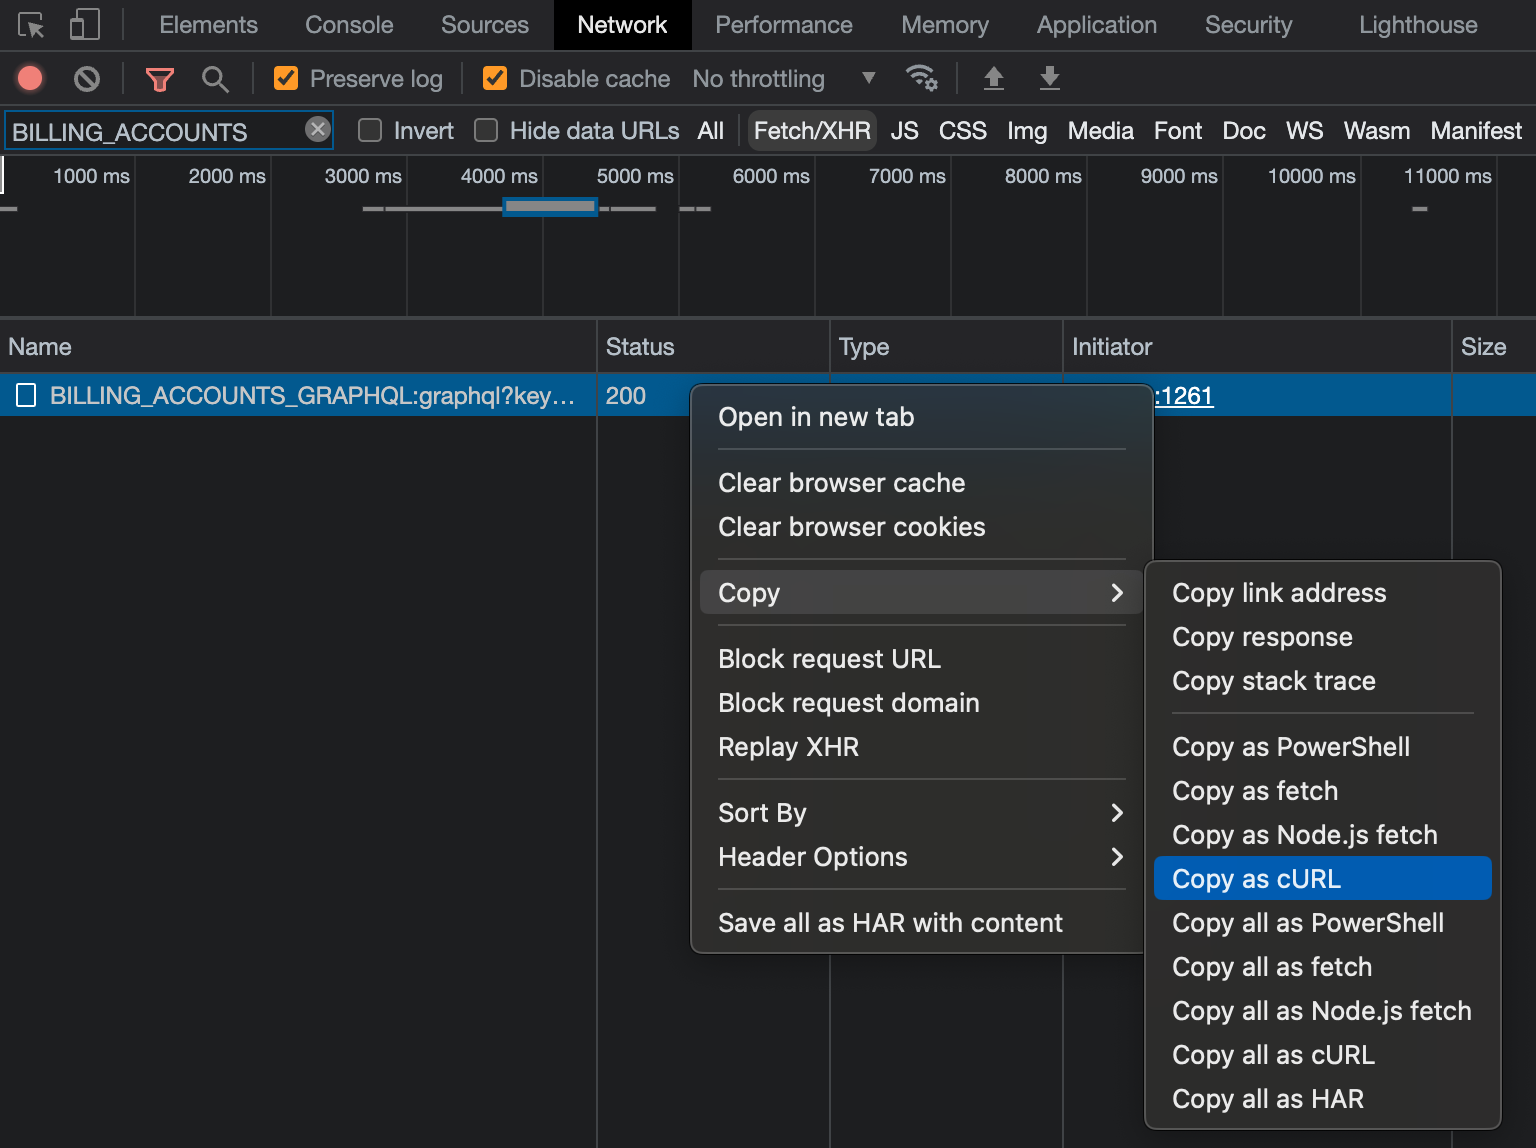 Elements Console Sources Network Performance Memory Application Security Lighthouse
Preserve log Disable cache No throttling
BILLING_ACCOUNTS Invert Hide data URLs All Fetch/XHR JS CSS Img Media Font Doc WS Wasm Manifest
1000 ms 2000 ms 3000 ms 4000 ms 5000 ms 6000 ms 7000 ms 8000 ms 9000 ms 10000 ms 11000 ms
Name Status Type Initiator Size
BILLING_ACCOUNTS_GRAPHQL:graphql?key… 200 :1261
Open in new tab
Clear browser cache
Clear browser cookies
Copy
Block request URL
Block request domain
Replay XHR
Sort By
Header Options
Save all as HAR with content
Copy link address
Copy response
Copy stack trace
Copy as PowerShell
Copy as fetch
Copy as Node.js fetch
Copy as cURL
Copy all as PowerShell
Copy all as fetch
Copy all as Node.js fetch
Copy all as cURL
Copy all as HAR